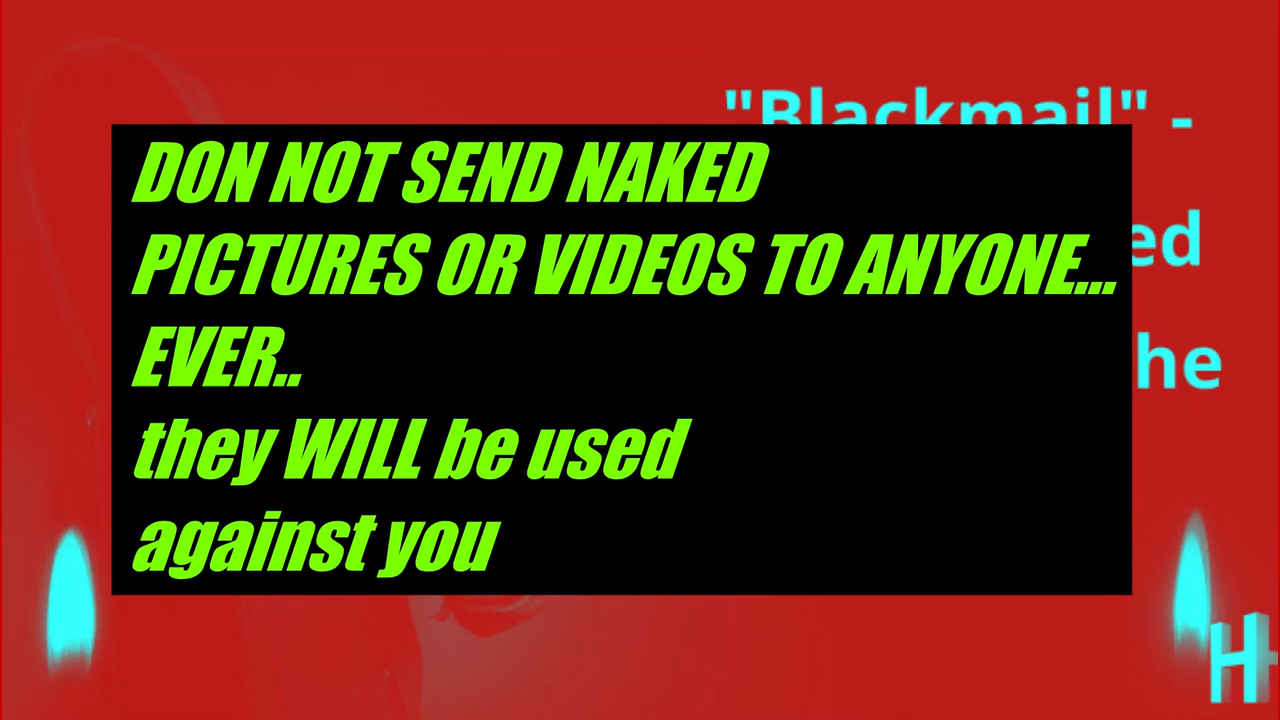 "Blackmail" -
DON NOT SEND NAKED
PICTURES OR VIDEOS TO ANYONE...
EVER..
they WILL be used
against you